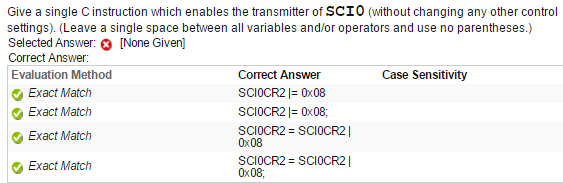 Give a single C instruction which enables the transmitter of SCI0 (without changing any other control
settings). (Leave a single space between all variables and/or operators and use no parentheses.)
Selected Answer: [None Given]
Correct Answer:
Evaluation Method Correct Answer Case Sensitivity
Exact Match SCI0CR2 |= 0x08
Exact Match SCI0CR2 |= 0x08;
Exact Match SCI0CR2 = SCI0CR2 |
0x08
Exact Match SCI0CR2 = SCI0CR2 |
0x08;